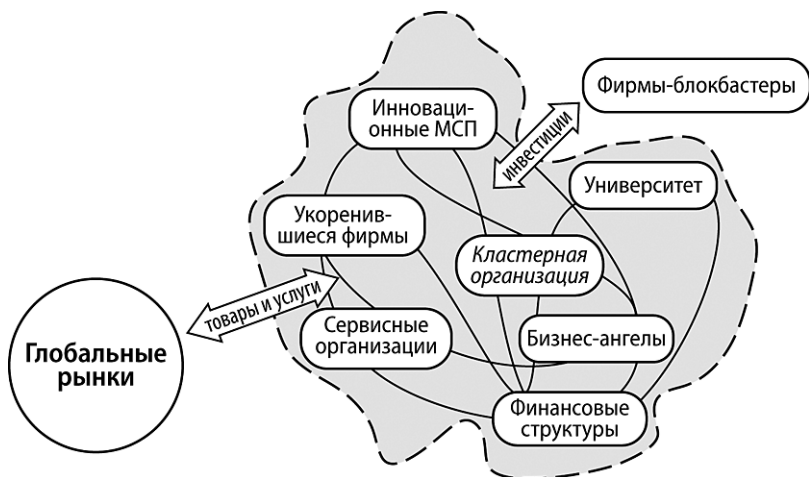 Инноваци-
онные МСП
инвестиции
Фирмы-блокбастеры
Университет
Укоренив-
шиеся фирмы
Кластерная
организация
товары и услуги
Глобальные
рынки
Сервисные
организации
Бизнес-ангелы
Финансовые
структуры